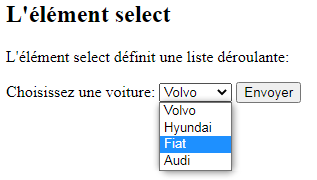 L'élément select
L'élément select définit une liste déroulante:
Choisissez une voiture: Volvo Envoyer
Volvo
Hyundai
Fiat
Audi